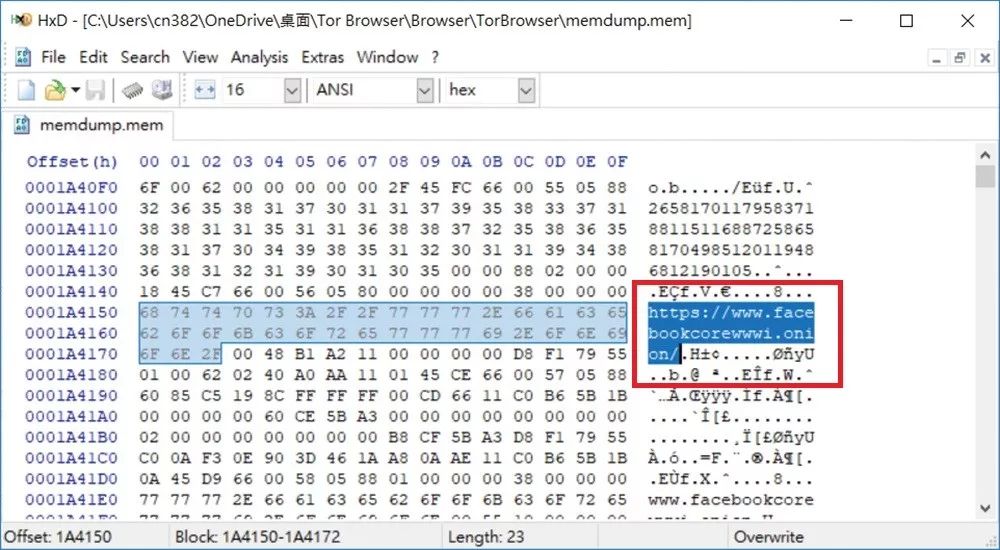 HxD - [C:\Users\cn382\OneDrive\桌面\Tor Browser\Browser\TorBrowser\memdump.mem]
File Edit Search View Analysis Extras Window ?
16 ANSI hex
memdump.mem
Offset(h) 00 01 02 03 04 05 06 07 08 09 0A 0B 0C 0D 0E 0F
0001A40F0 6F 00 62 00 00 00 00 00 2F 45 FC 66 00 55 05 88 o.b...../Eüf.U.ˆ
0001A4100 32 36 35 38 31 37 30 31 31 37 39 35 38 33 37 31 2658170117958371
0001A4110 38 38 31 31 35 31 31 36 38 38 37 32 35 38 36 35 8811511688725865
0001A4120 38 31 37 30 34 39 38 35 31 32 30 31 31 39 34 38 8170498512011948
0001A4130 36 38 31 32 31 39 30 31 30 35 00 00 88 02 00 00 6812190105..ˆ...
0001A4140 18 45 C7 66 00 56 05 80 00 00 00 00 38 00 00 00 .EÇf.V.€....8...
0001A4150 68 74 74 70 73 3A 2F 2F 77 77 77 2E 66 61 63 65 https://www.face
0001A4160 62 6F 6F 6B 63 6F 72 65 77 77 77 69 2E 6F 6E 69 bookcorewwwi.oni
0001A4170 6F 6E 2F 00 48 B1 A2 11 00 00 00 00 D8 F1 79 55 on/.H±¢.....ØñyU
0001A4180 01 00 62 02 40 A0 AA 11 01 45 CE 66 00 57 05 88 ..b.@ ª..EÎf.W.ˆ
0001A4190 60 85 C5 19 8C FF FF FF 00 CD 66 11 C0 B6 5B 1B `…Å.Œÿÿÿ.Íf.À¶[.
0001A41A0 00 00 00 00 00 60 CE 5B A3 00 00 00 00 00 00 00 .....`Î[£.......
0001A41B0 02 00 00 00 00 00 00 00 B8 CF 5B A3 D8 F1 79 55 ........¸Ï[£ØñyU
0001A41C0 C0 0A F3 0E 90 3D 46 1A A8 0A AE 11 C0 B6 5B 1B À.ó..=F.¨.®.À¶[.
0001A41D0 0A 45 D9 66 00 58 05 88 01 00 00 00 38 00 00 00 .EÙf.X.ˆ....8...
0001A41E0 77 77 77 2E 66 61 63 65 62 6F 6F 6B 63 6F 72 65 www.facebookcore
Offset: 1A4150 Block: 1A4150-1A4172 Length: 23 Overwrite